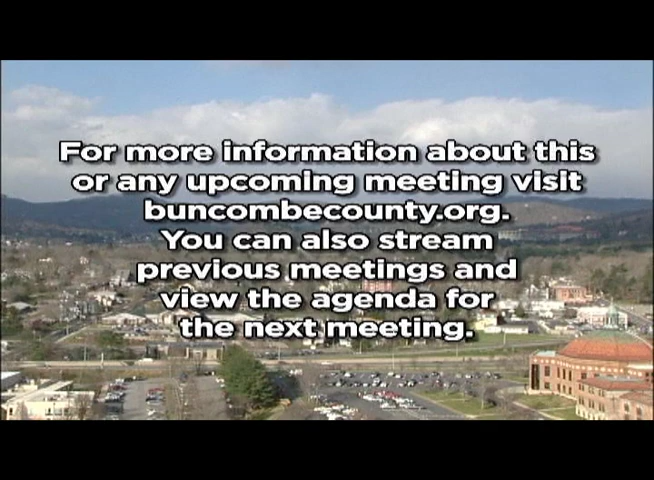 For more information about this
or any upcoming meeting visit
buncombecounty.org.
You can also stream
previous meetings and
view the agenda for
the next meeting.